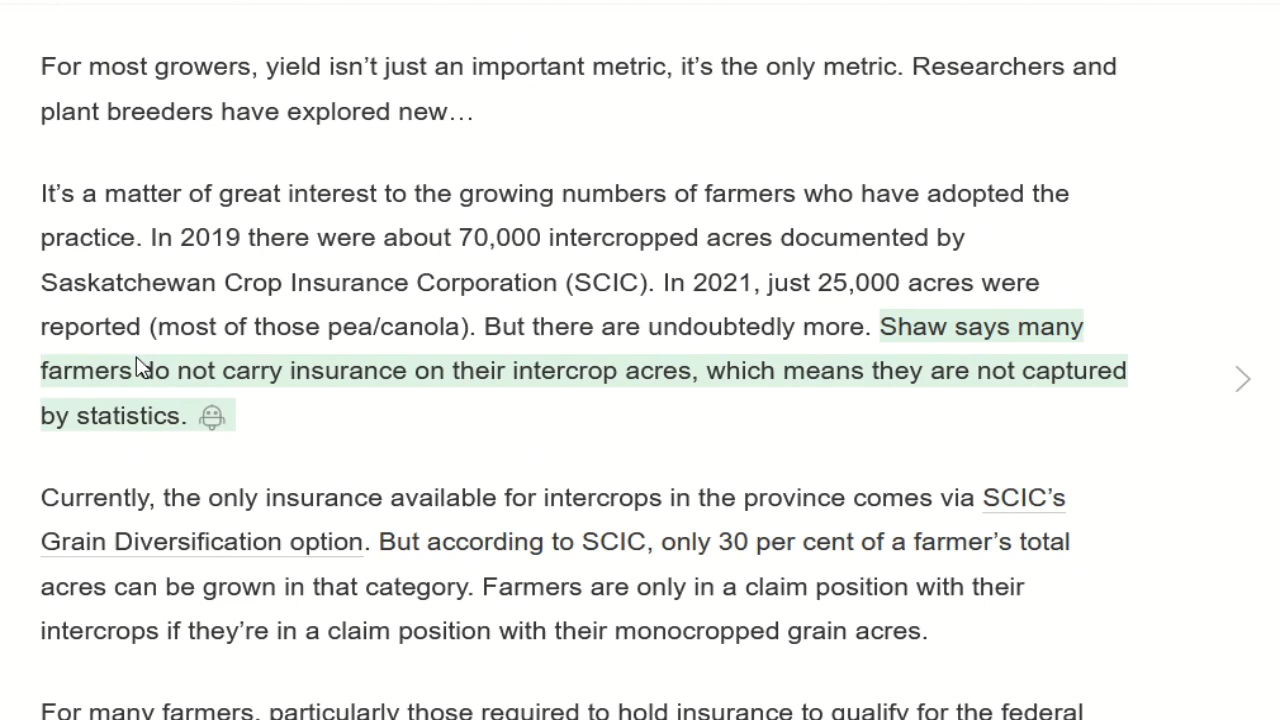 For most growers, yield isn’t just an important metric, it’s the only metric. Researchers and
plant breeders have explored new…
It’s a matter of great interest to the growing numbers of farmers who have adopted the
practice. In 2019 there were about 70,000 intercropped acres documented by
Saskatchewan Crop Insurance Corporation (SCIC). In 2021, just 25,000 acres were
reported (most of those pea/canola). But there are undoubtedly more. Shaw says many
farmers do not carry insurance on their intercrop acres, which means they are not captured
by statistics.
Currently, the only insurance available for intercrops in the province comes via SCIC’s
Grain Diversification option. But according to SCIC, only 30 per cent of a farmer’s total
acres can be grown in that category. Farmers are only in a claim position with their
intercrops if they’re in a claim position with their monocropped grain acres.
For many farmers, particularly those required to hold insurance to qualify for the federal